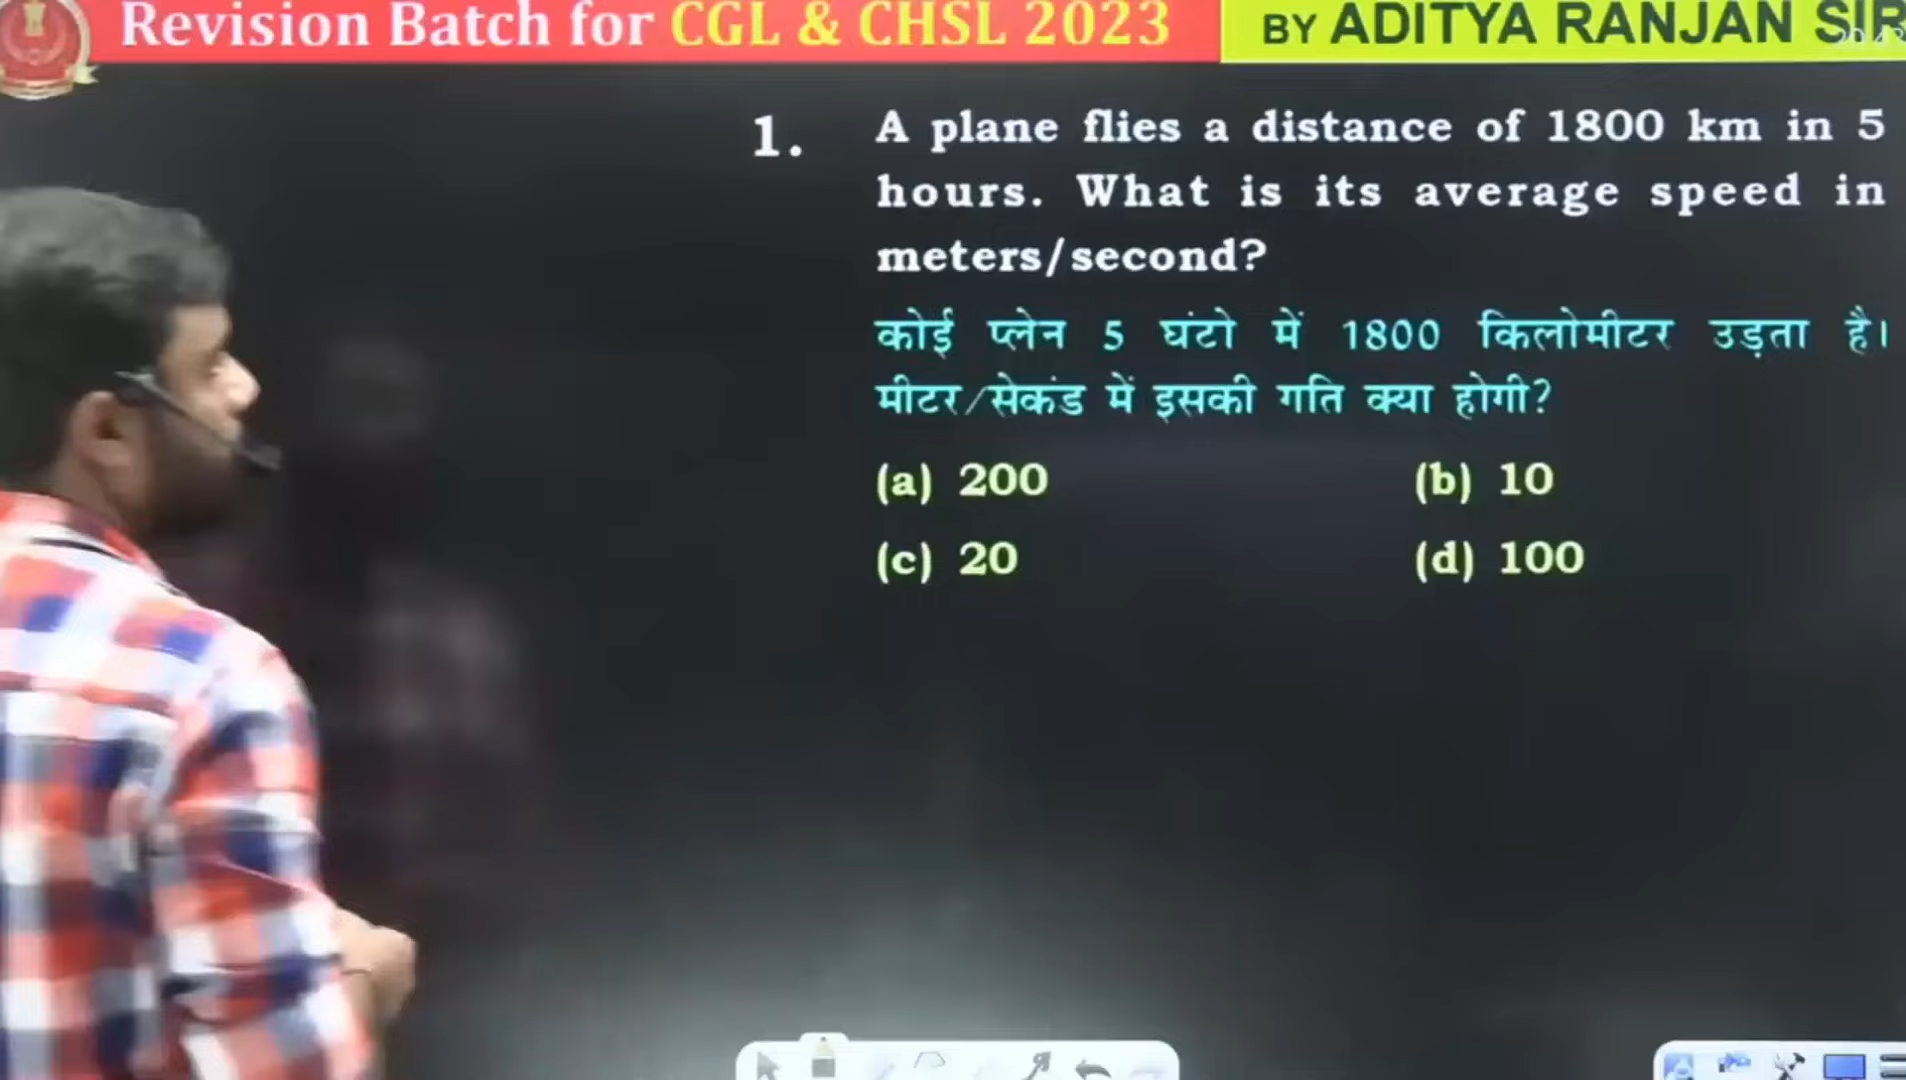 Revision Batch for CGL & CHSL 2023
BY ADITYA RANJAN SIR
1. A plane flies a distance of 1800 km in 5
hours. What is its average speed in
meters/second?
कोई प्लेन 5 घंटो में 1800 किलोमीटर उड़ता है।
मीटर/सेकंड में इसकी गति क्या होगी?
(a) 200 (b) 10
(c) 20 (d) 100